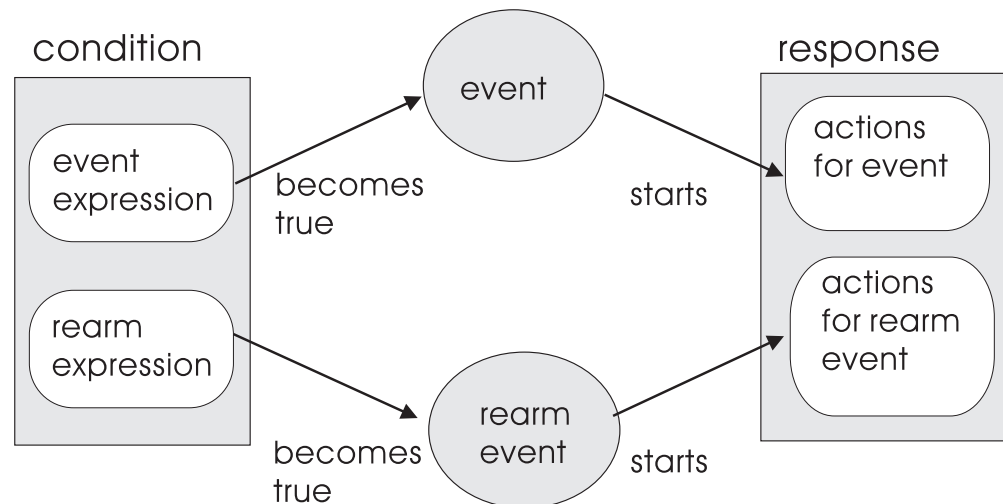 condition
event
expression
rearm
expression
becomes
true
becomes
true
event
rearm
event
starts
starts
response
actions
for event
actions
for rearm
event